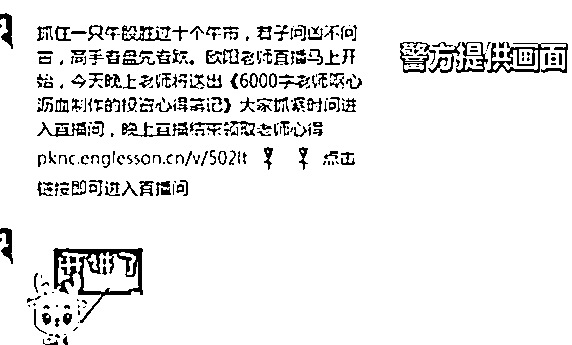 抓住一只牛股胜过十个牛市，君子问凶不问
吉，高手看盘先看跌。欧阳老师直播马上开
始，今天晚上老师将送出《6000字老师呕心
沥血制作的投资心得笔记》大家抓紧时间进
入直播间，晚上直播结束领取老师心得
pknc.englesson.cn/v/502lt 点击
链接即可进入直播间
警方提供画面
开讲了